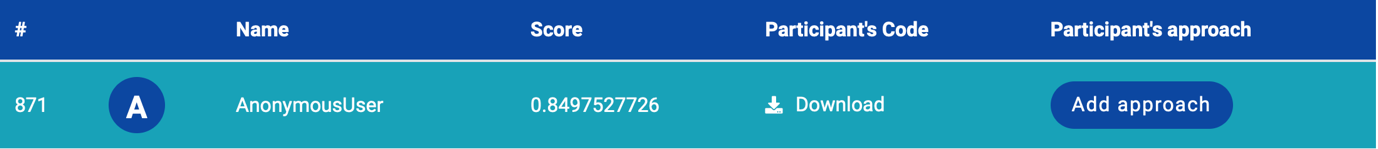 # Name Score Participant's Code Participant's approach
871 A AnonymousUser 0.8497527726 Download Add approach